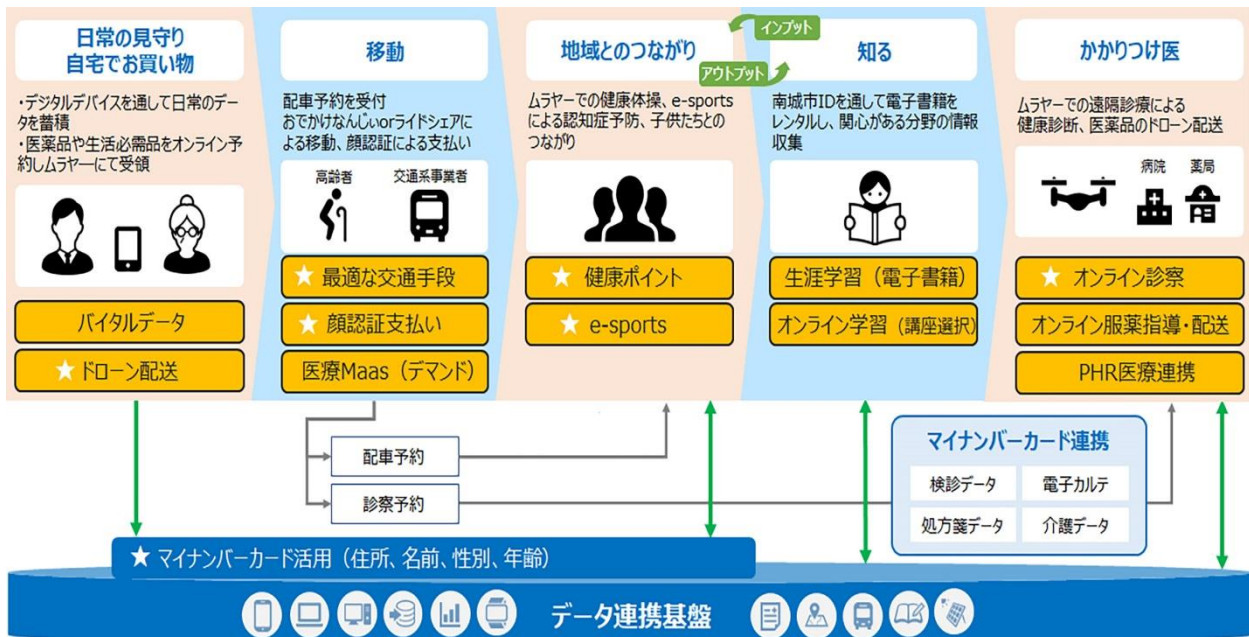 日常の見守り
自宅でお買い物
・デジタルデバイスを通して日常のデー
タを蓄積
・医薬品や生活必需品をオンライン予
約しムラヤーにて受領
バイタルデータ
★ ドローン配送
移動
配車予約を受付
おでかけなんじぃorライドシェアに
よる移動、顔認証による支払い
高齢者
交通系事業者
★ 最適な交通手段
★ 顔認証支払い
医療Maas（デマンド）
地域とのつながり
インプット
アウトプット
ムラヤーでの健康体操、e-sports
による認知症予防、子供たちとの
つながり
★ 健康ポイント
★ e-sports
知る
南城市IDを通して電子書籍を
レンタルし、関心がある分野の情報
収集
生涯学習（電子書籍）
オンライン学習（講座選択）
かかりつけ医
ムラヤーでの遠隔診療による
健康診断、医薬品のドローン配送
病院
薬局
★ オンライン診察
オンライン服薬指導・配送
PHR医療連携
配車予約
診察予約
マイナンバーカード連携
検診データ
電子カルテ
処方箋データ
介護データ
★ マイナンバーカード活用（住所、名前、性別、年齢）
データ連携基盤